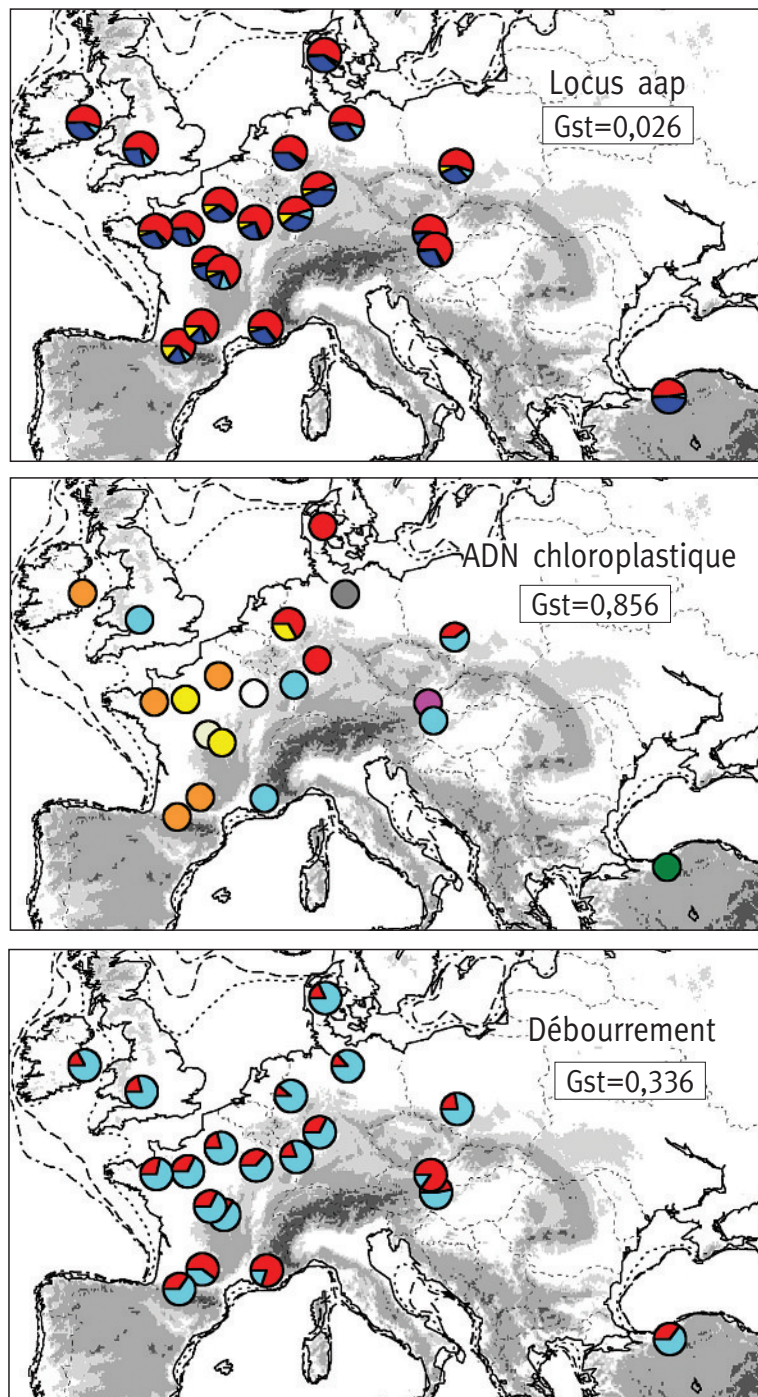 Locus aap
Gst=0,026
ADN chloroplastique
Gst=0,856
Débourrement
Gst=0,336